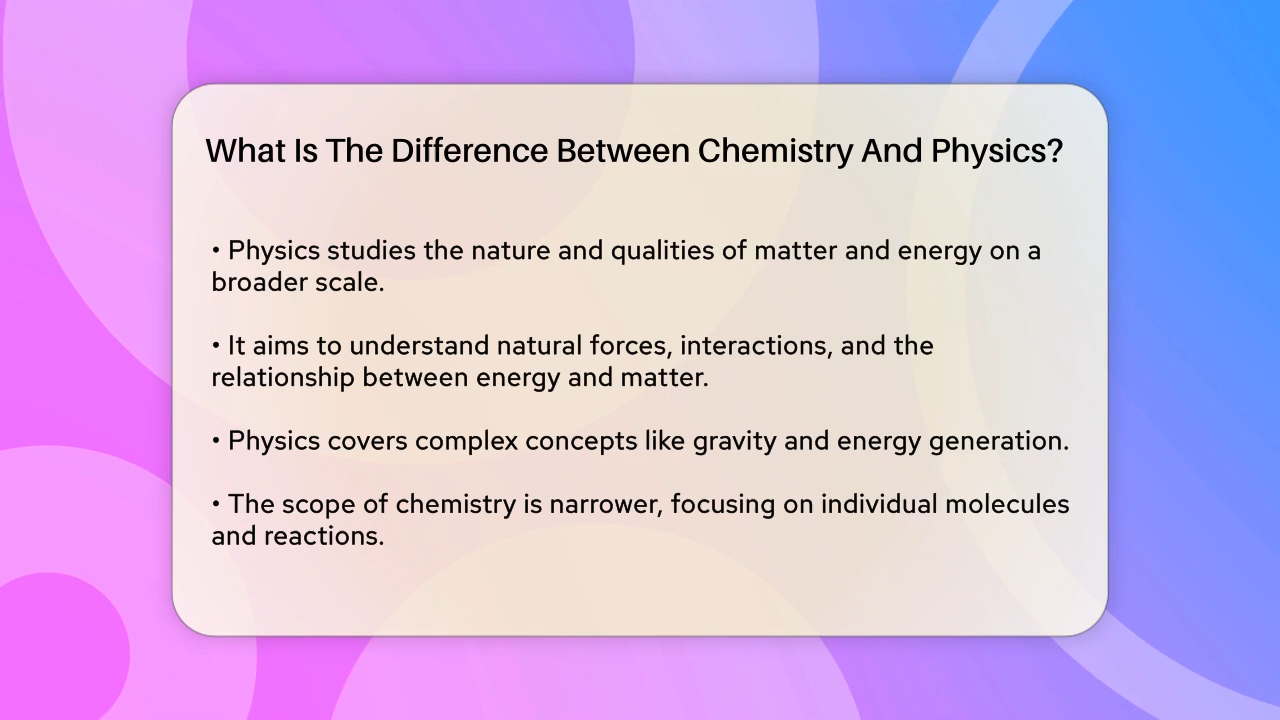 What Is The Difference Between Chemistry And Physics?
• Physics studies the nature and qualities of matter and energy on a
broader scale.
• It aims to understand natural forces, interactions, and the
relationship between energy and matter.
• Physics covers complex concepts like gravity and energy generation.
• The scope of chemistry is narrower, focusing on individual molecules
and reactions.